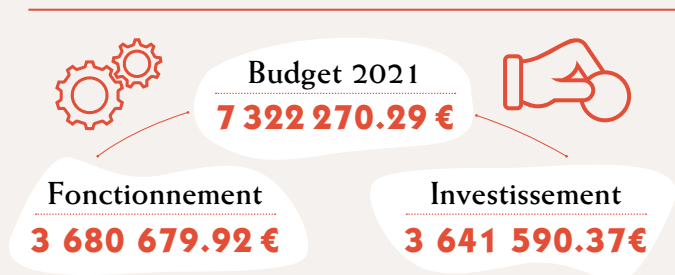 Budget 2021
7 322 270.29 €
Fonctionnement
3 680 679.92 €
Investissement
3 641 590.37€